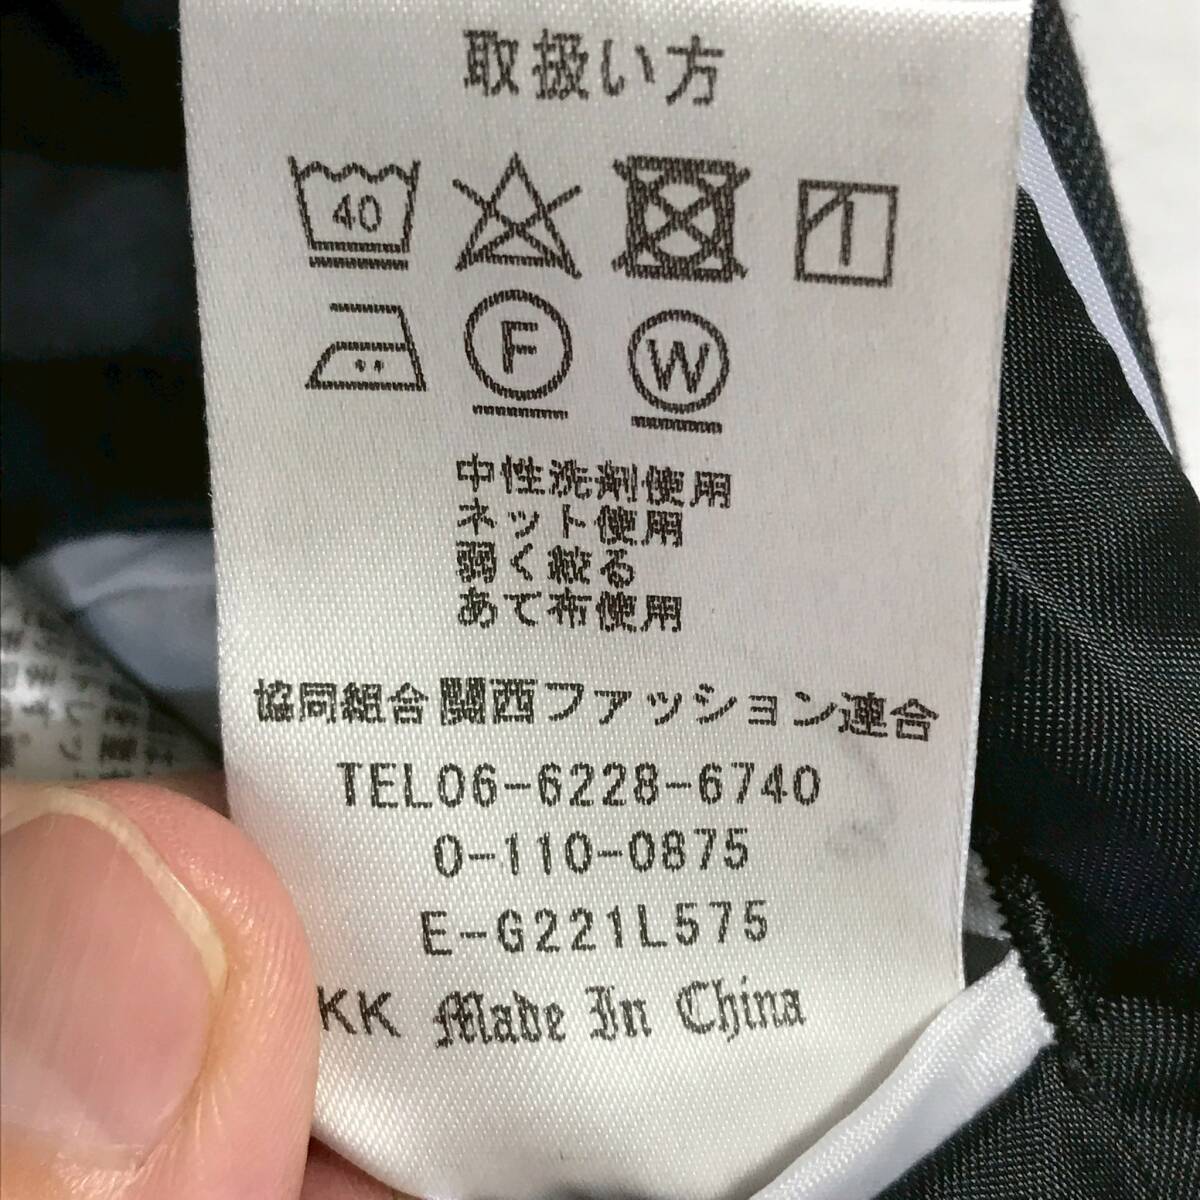 取扱い方
40
F W
中性洗剤使用
ネット使用
弱く絞る
あて布使用
協同組合関西ファッション連合
TEL06-6228-6740
0-110-0875
E-G221L575
KK Made In China